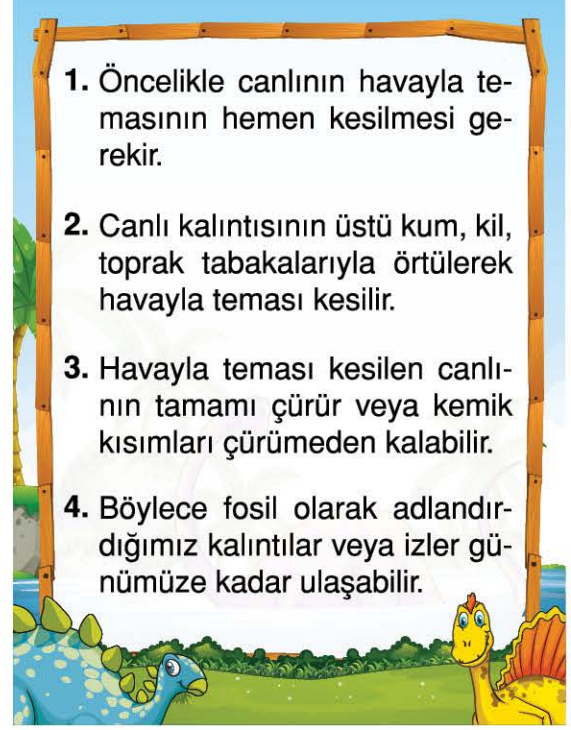 1. Öncelikle canlının havayla te-
masının hemen kesilmesi ge-
rekir.
2. Canlı kalıntısının üstü kum, kil,
toprak tabakalarıyla örtülerek
havayla teması kesilir.
3. Havayla teması kesilen canlı-
nın tamamı çürür veya kemik
kısımları çürümeden kalabilir.
4. Böylece fosil olarak adlandır-
dığımız kalıntılar veya izler gü-
nümüze kadar ulaşabilir.